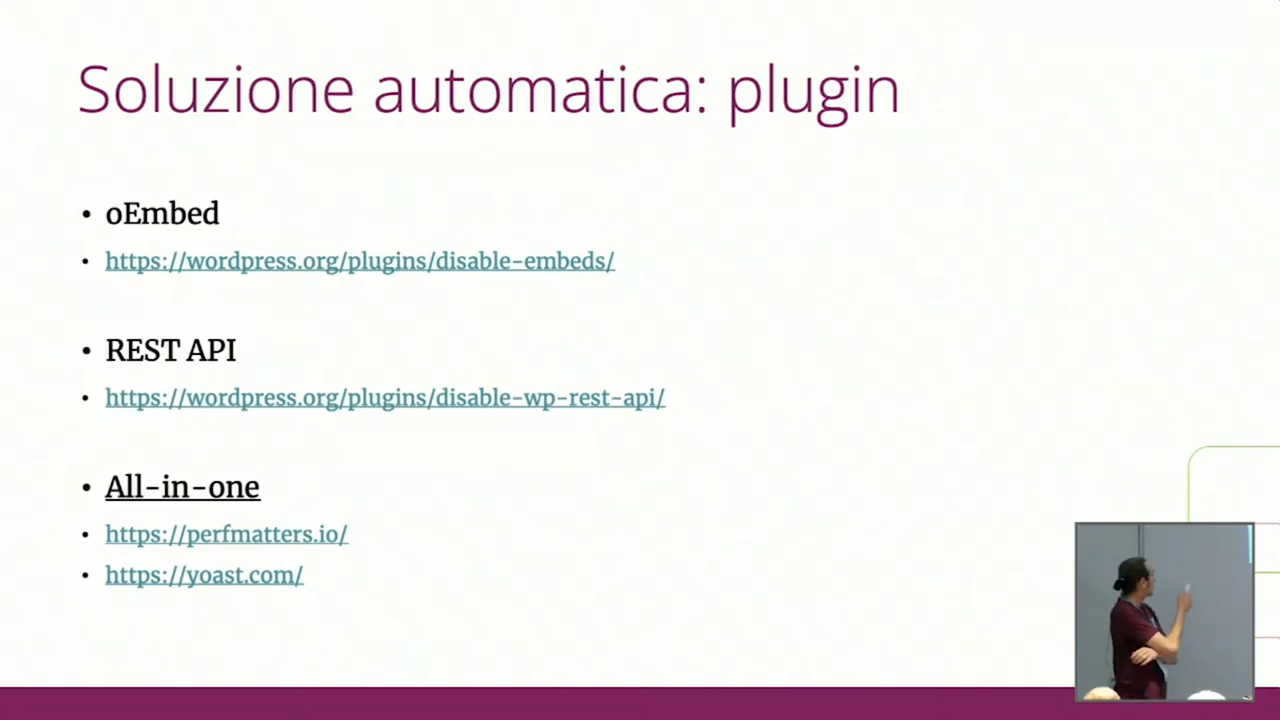 Soluzione automatica: plugin
• oEmbed
• https://wordpress.org/plugins/disable-embeds/
• REST API
• https://wordpress.org/plugins/disable-wp-rest-api/
• All-in-one
• https://perfmatters.io/
• https://yoast.com/